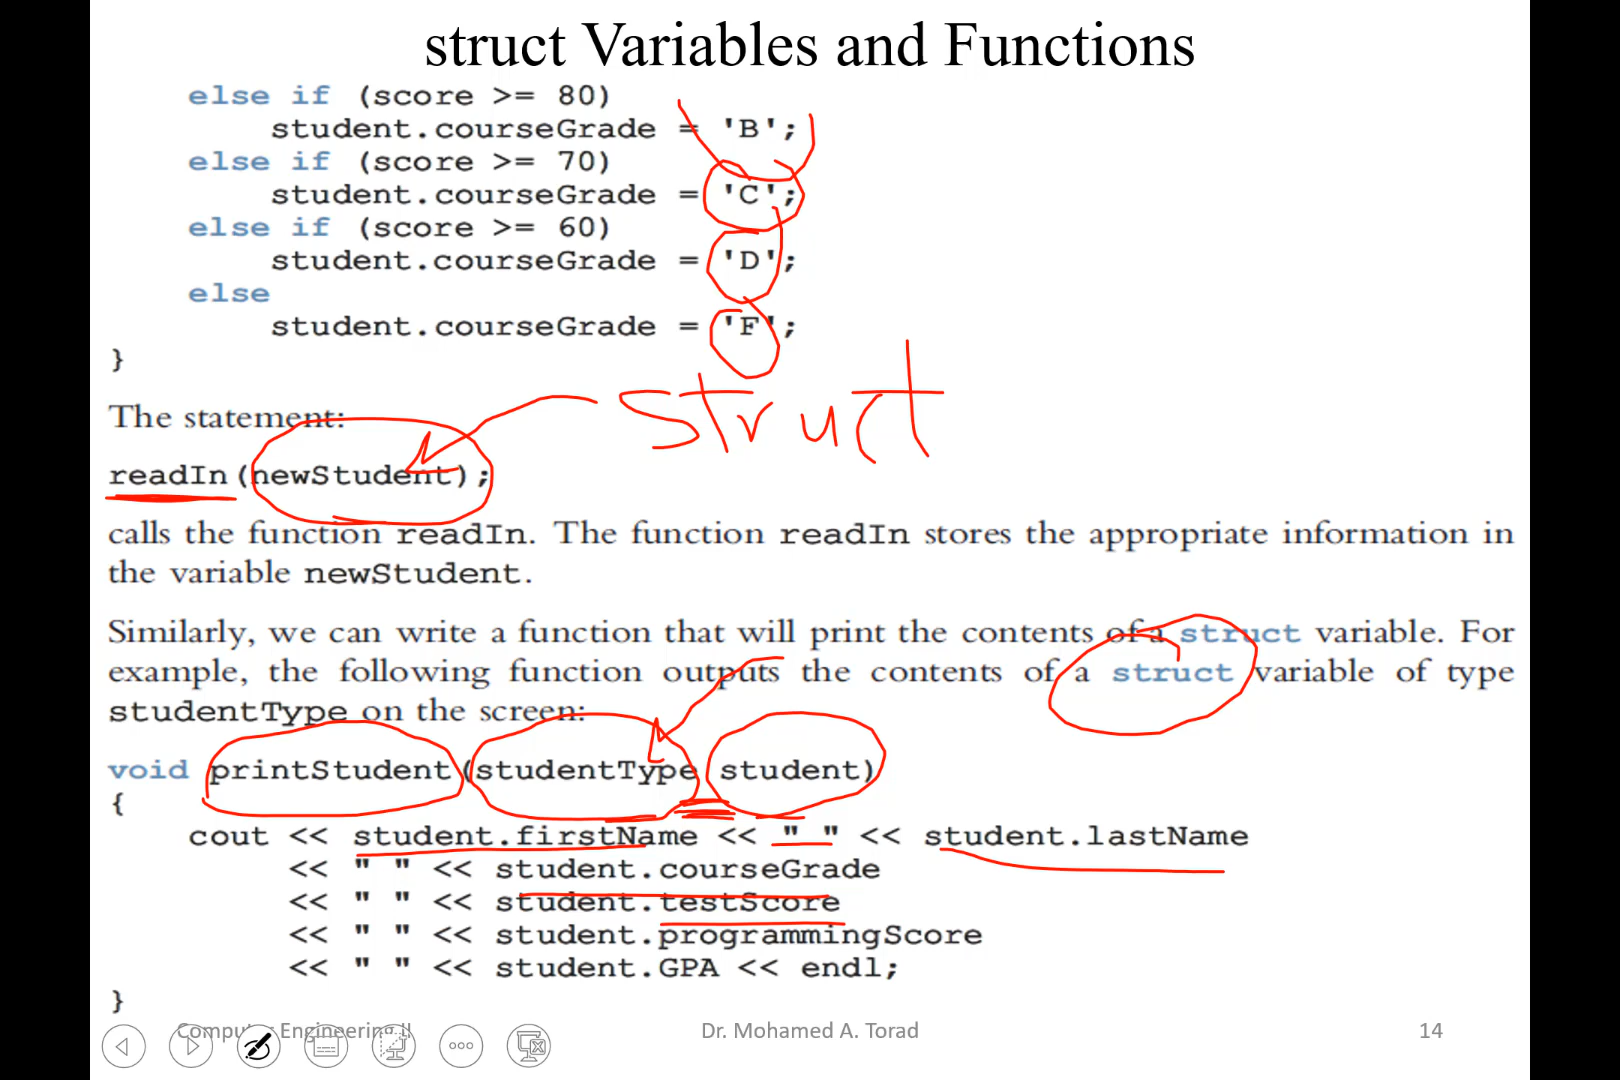 struct Variables and Functions
else if (score >= 80)
student.courseGrade = 'B';
else if (score >= 70)
student.courseGrade = 'C';
else if (score >= 60)
student.courseGrade = 'D';
else
student.courseGrade = 'F';
}
struct
The statement:
readIn(newStudent);
calls the function readIn. The function readIn stores the appropriate information in
the variable newStudent.
Similarly, we can write a function that will print the contents of a struct variable. For
example, the following function outputs the contents of a struct variable of type
studentType on the screen:
void printStudent(studentType student)
{
cout << student.firstName << " " << student.lastName
<< " " << student.courseGrade
<< " " << student.testScore
<< " " << student.programmingScore
<< " " << student.GPA << endl;
}
Computer Engineering II
Dr. Mohamed A. Torad
14